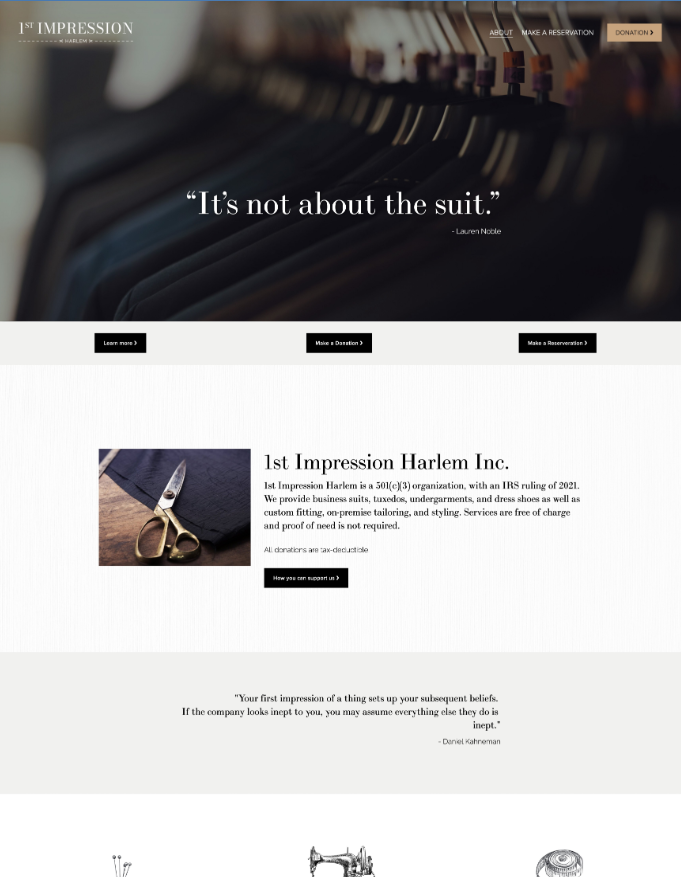 1ST IMPRESSION
HARLEM
ABOUT MAKE A RESERVATION DONATION
“It’s not about the suit.”
- Lauren Noble
Learn more Make a Donation Make a Reserveration
1st Impression Harlem Inc.
1st Impression Harlem is a 501(c)(3) organization, with an IRS ruling of 2021.
We provide business suits, tuxedos, undergarments, and dress shoes as well as
custom fitting, on-premise tailoring, and styling. Services are free of charge
and proof of need is not required.
All donations are tax-deductible
How you can support us
"Your first impression of a thing sets up your subsequent beliefs.
If the company looks inept to you, you may assume everything else they do is
inept."
- Daniel Kahneman